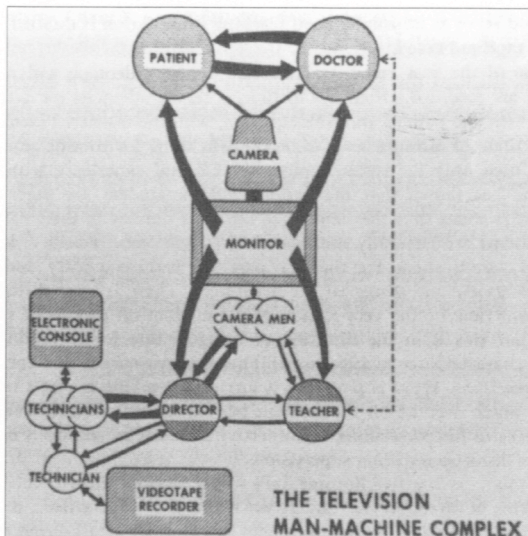 PATIENT
DOCTOR
CAMERA
MONITOR
CAMERA MEN
ELECTRONIC
CONSOLE
TECHNICIANS
DIRECTOR
TEACHER
TECHNICIAN
VIDEOTAPE
RECORDER
THE TELEVISION
MAN-MACHINE COMPLEX